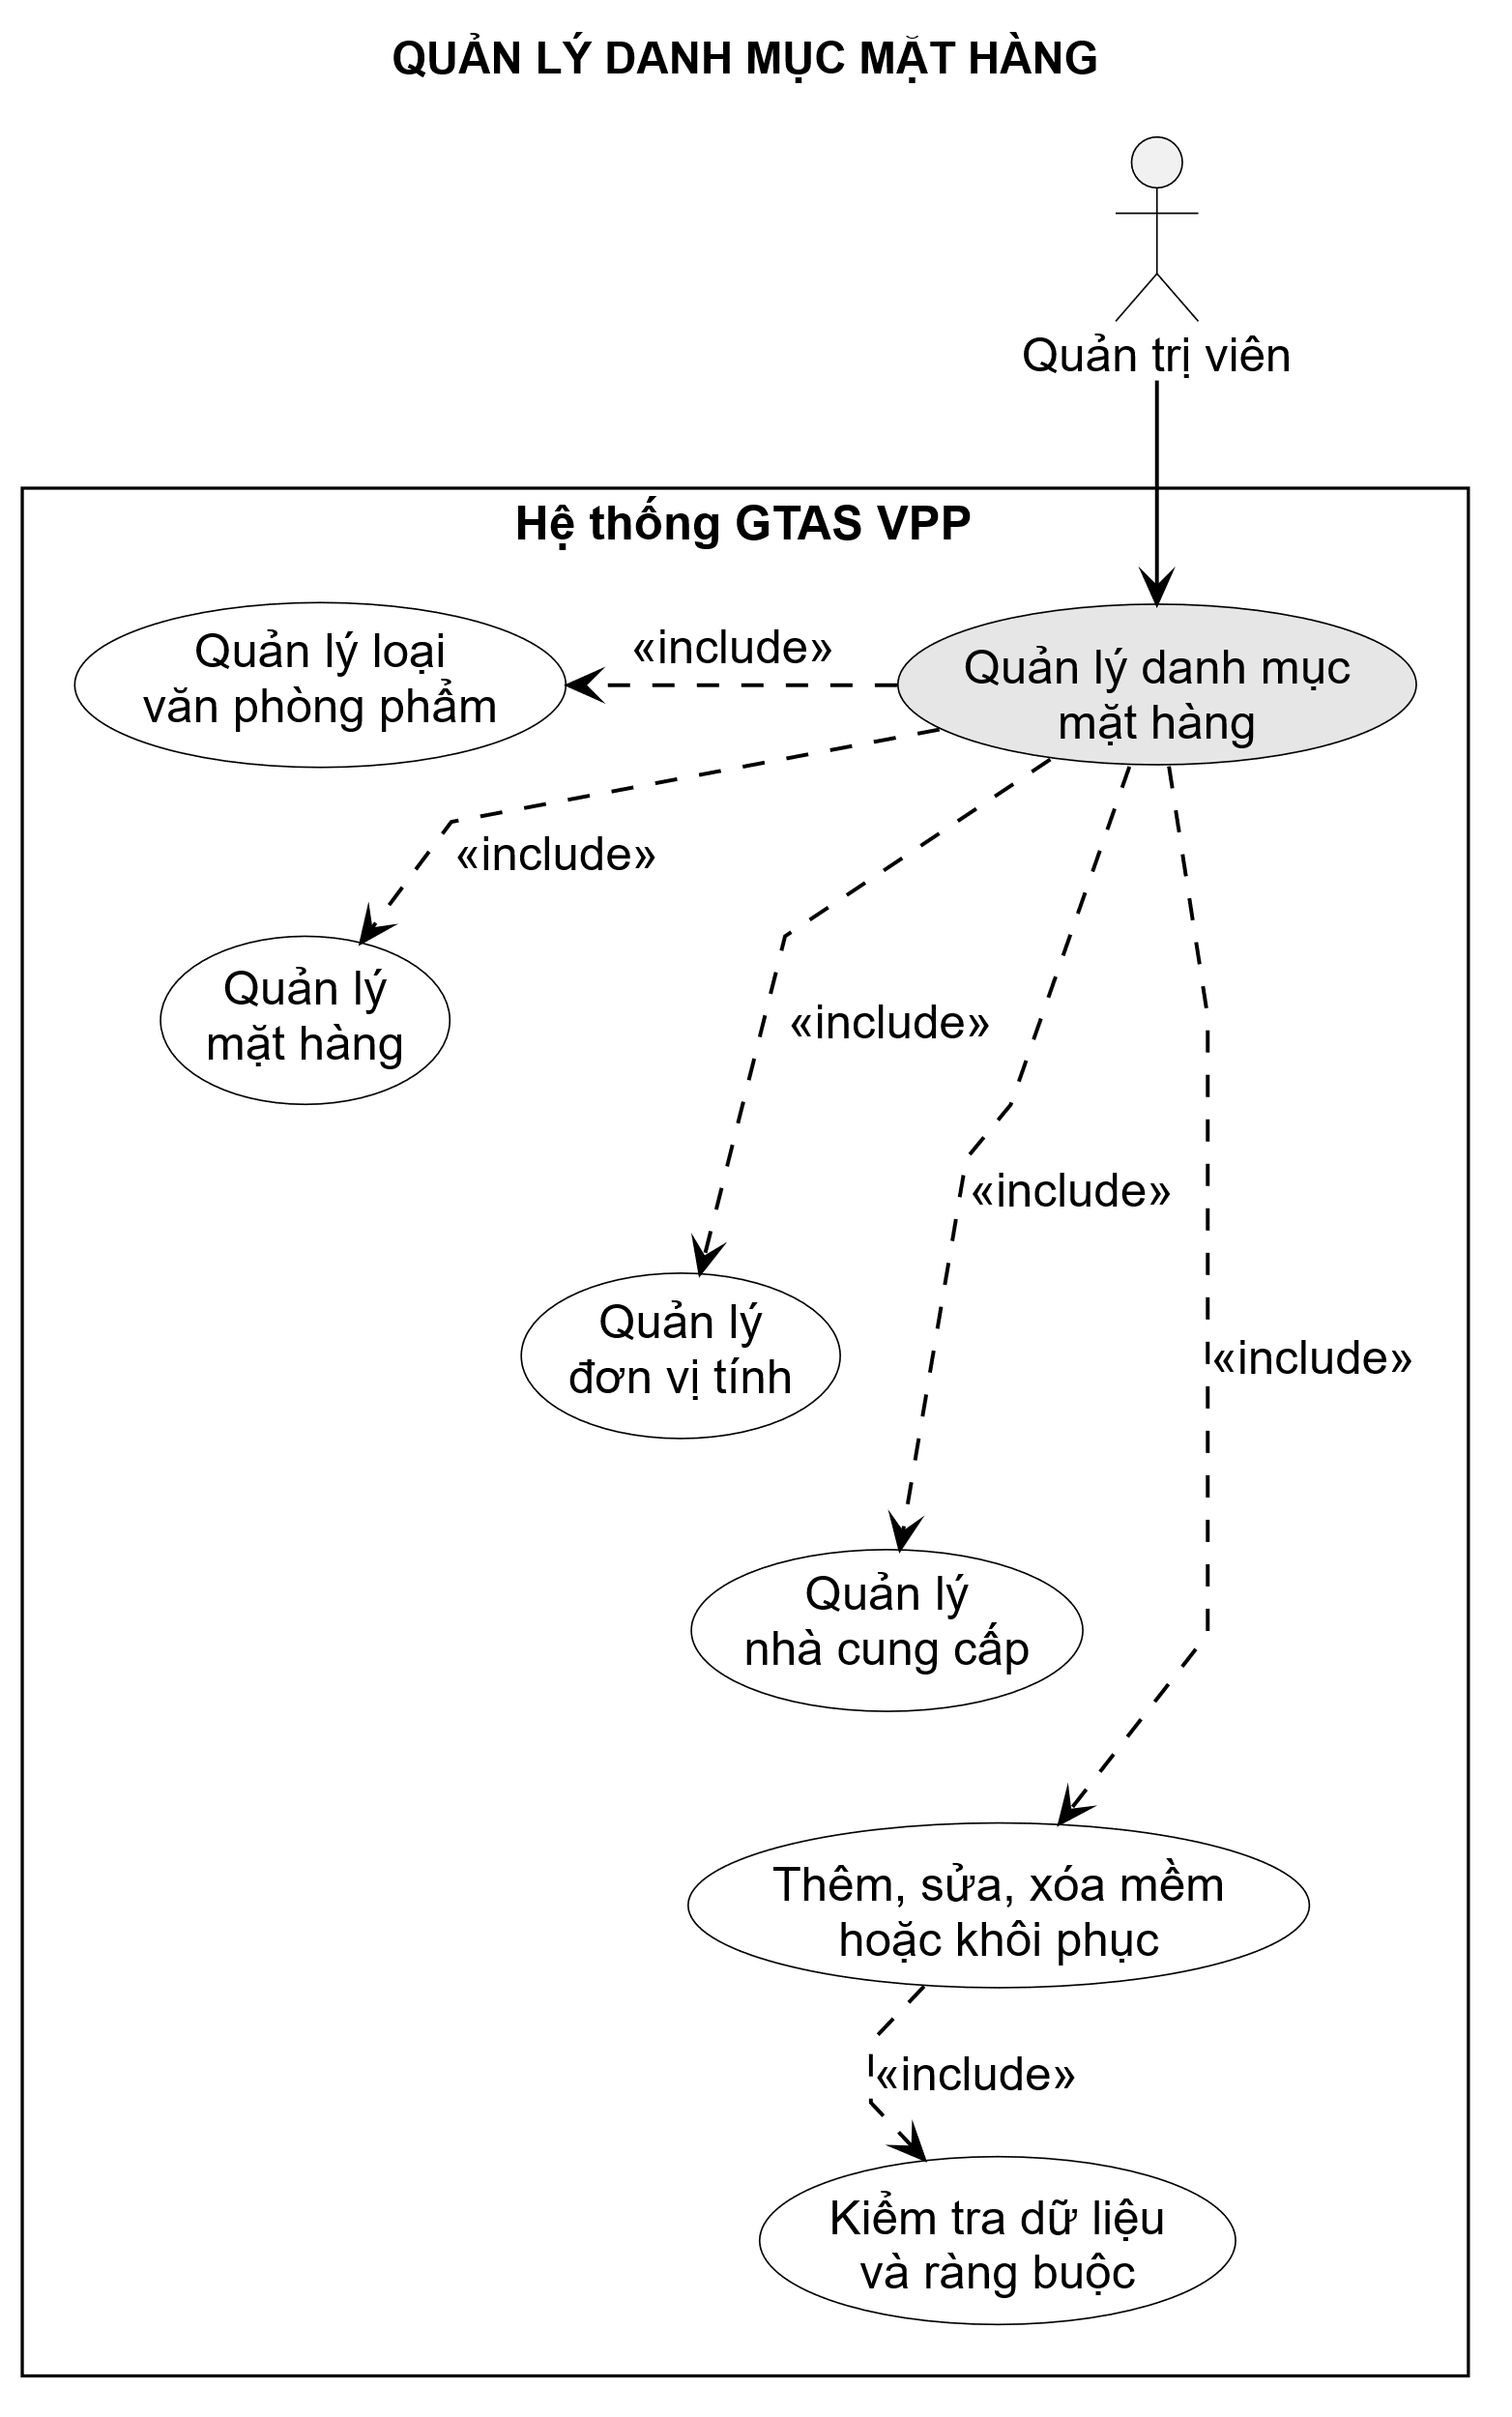 QUẢN LÝ DANH MỤC MẶT HÀNG
Quản trị viên
Hệ thống GTAS VPP
Quản lý loại
văn phòng phẩm
«include»
Quản lý danh mục
mặt hàng
«include»
Quản lý
mặt hàng
«include»
«include»
Quản lý
đơn vị tính
«include»
Quản lý
nhà cung cấp
Thêm, sửa, xóa mềm
hoặc khôi phục
«include»
Kiểm tra dữ liệu
và ràng buộc